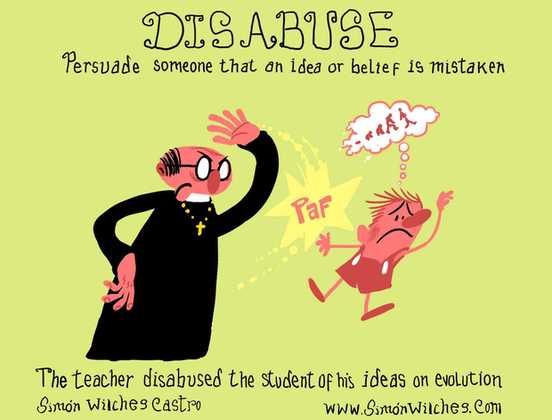 DISABUSE
Persuade someone that an idea or belief is mistaken
Paf
The teacher disabused the student of his ideas on evolution
Simón Wilches Castro
www.SimónWilches.Com